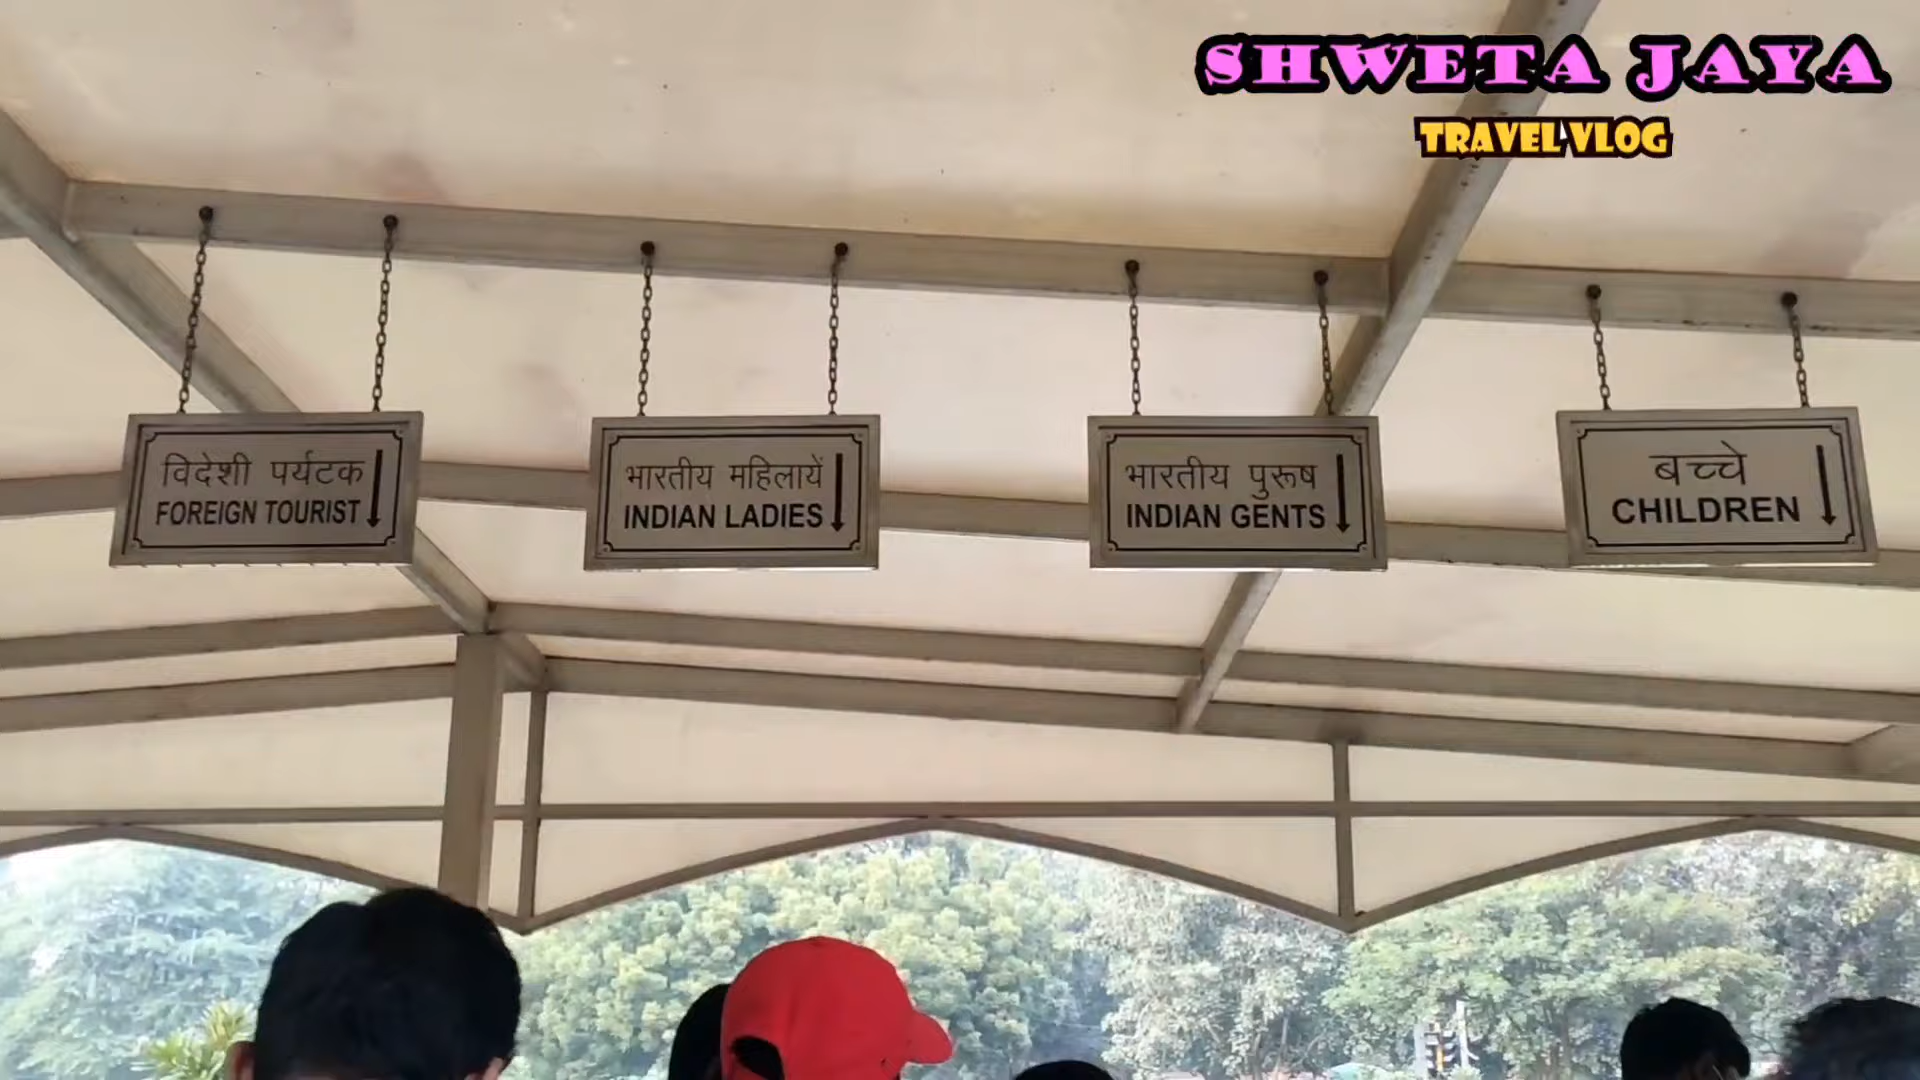 SHWETA JAYA
TRAVEL VLOG
विदेशी पर्यटक
FOREIGN TOURIST
भारतीय महिलायें
INDIAN LADIES
भारतीय पुरूष
INDIAN GENTS
बच्चे
CHILDREN